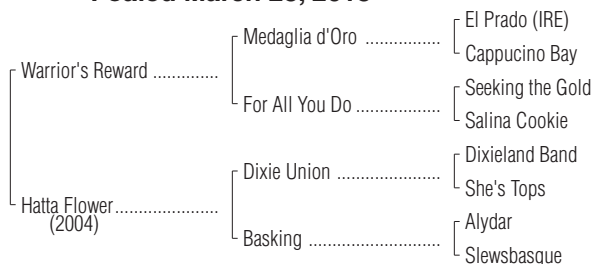 Foaled March
El Prado (IRE)
Medaglia d'Oro ................
Cappucino Bay
Warrior's Reward .............
Seeking the Gold
For All You Do ..................
Salina Cookie
Dixieland Band
Dixie Union ......................
She's Tops
Hatta Flower.....................
(2004)
Alydar
Basking ............................
Slewsbasque